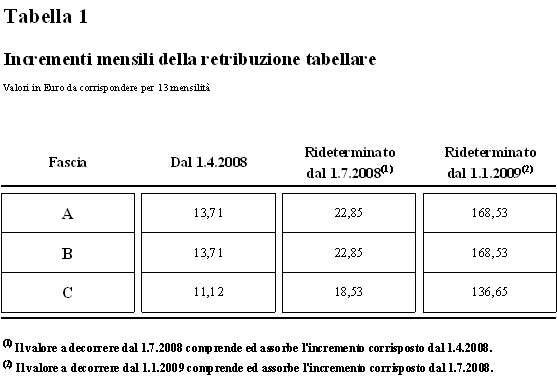 Tabella 1
Incrementi mensili della retribuzione tabellare
Valori in Euro da corrispondere per 13 mensilità
Fascia Dal 1.4.2008 Rideterminato dal 1.7.2008(1) Rideterminato dal 1.1.2009(2)
A 13,71 22,85 168,53
B 13,71 22,85 168,53
C 11,12 18,53 136,65
(1) Il valore a decorrere dal 1.7.2008 comprende ed assorbe l'incremento corrisposto dal 1.4.2008.
(2) Il valore a decorrere dal 1.1.2009 comprende ed assorbe l'incremento corrisposto dal 1.7.2008.